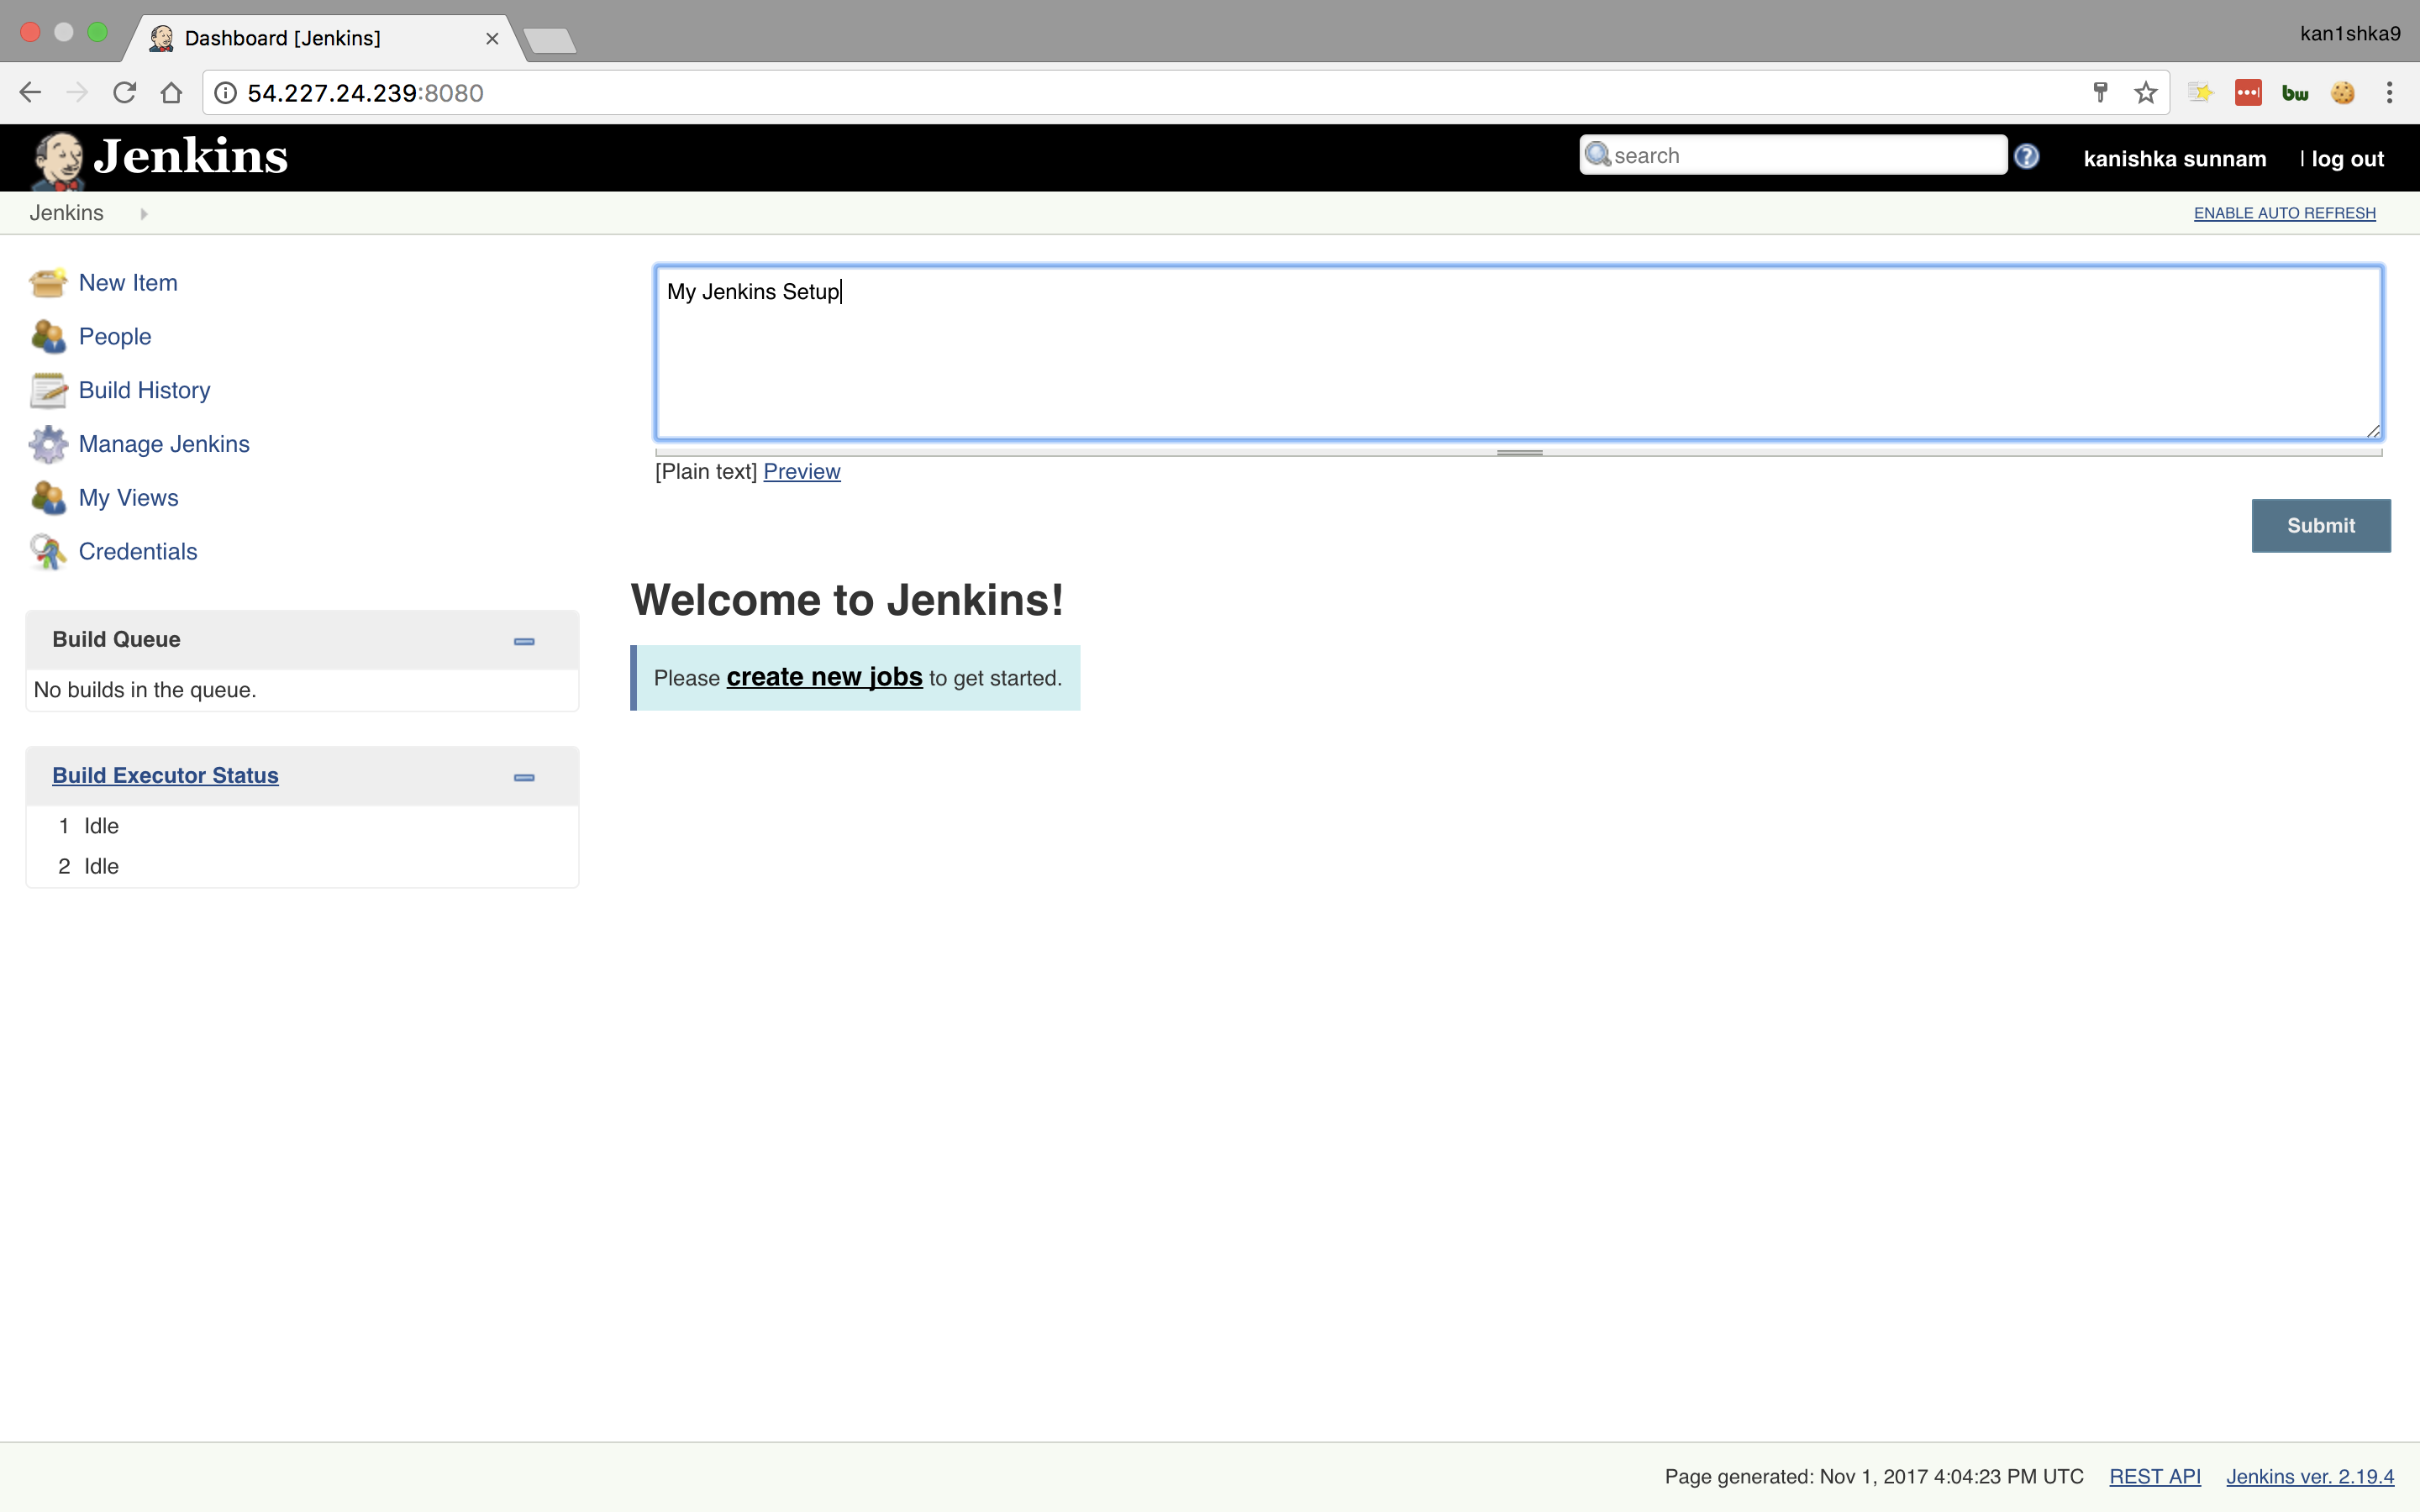 Dashboard [Jenkins]
kan1shka9
54.227.24.239:8080
bw
Jenkins
search
kanishka sunnam | log out
Jenkins
ENABLE AUTO REFRESH
New Item
People
Build History
Manage Jenkins
My Views
Credentials
My Jenkins Setup
[Plain text] Preview
Submit
Welcome to Jenkins!
Please create new jobs to get started.
Build Queue
No builds in the queue.
Build Executor Status
1 Idle
2 Idle
Page generated: Nov 1, 2017 4:04:23 PM UTC REST API Jenkins ver. 2.19.4